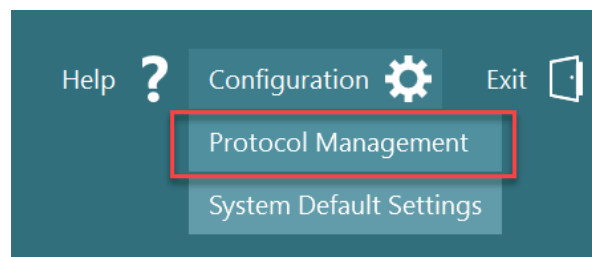 Help ? Configuration Exit
Protocol Management
System Default Settings